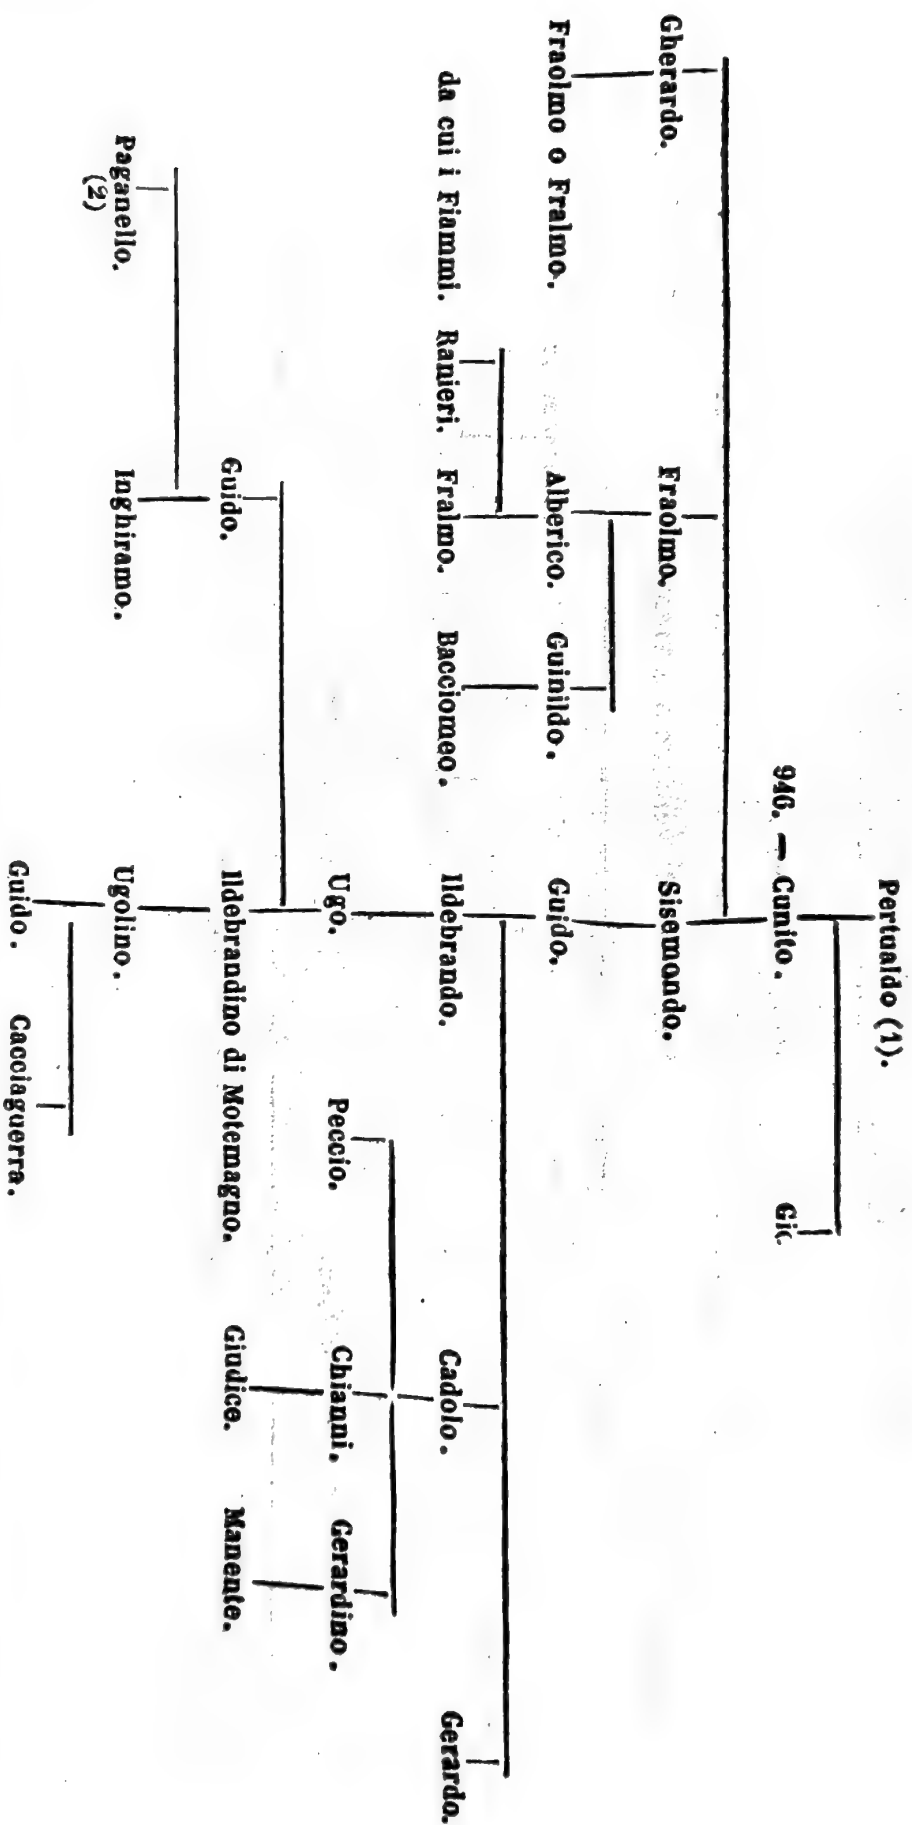 Pertualdo (1).
946. — Cunito. Gic.
Gherardo. Fraolmo. Sisemondo.
Fraolmo o Fralmo. Alberico. Guinildo. Guido.
da cui i Fiammi. Ranieri. Fralmo. Bacciomeo. Ildebrando. Cadolo. Gerardo.
Ugo. Peccio. Chianni. Gerardino.
Guido. Ildebrandino di Motemagno. Giudice. Manente.
Paganello. Inghiramo. Ugolino.
(2)
Guido. Cacciaguerra.